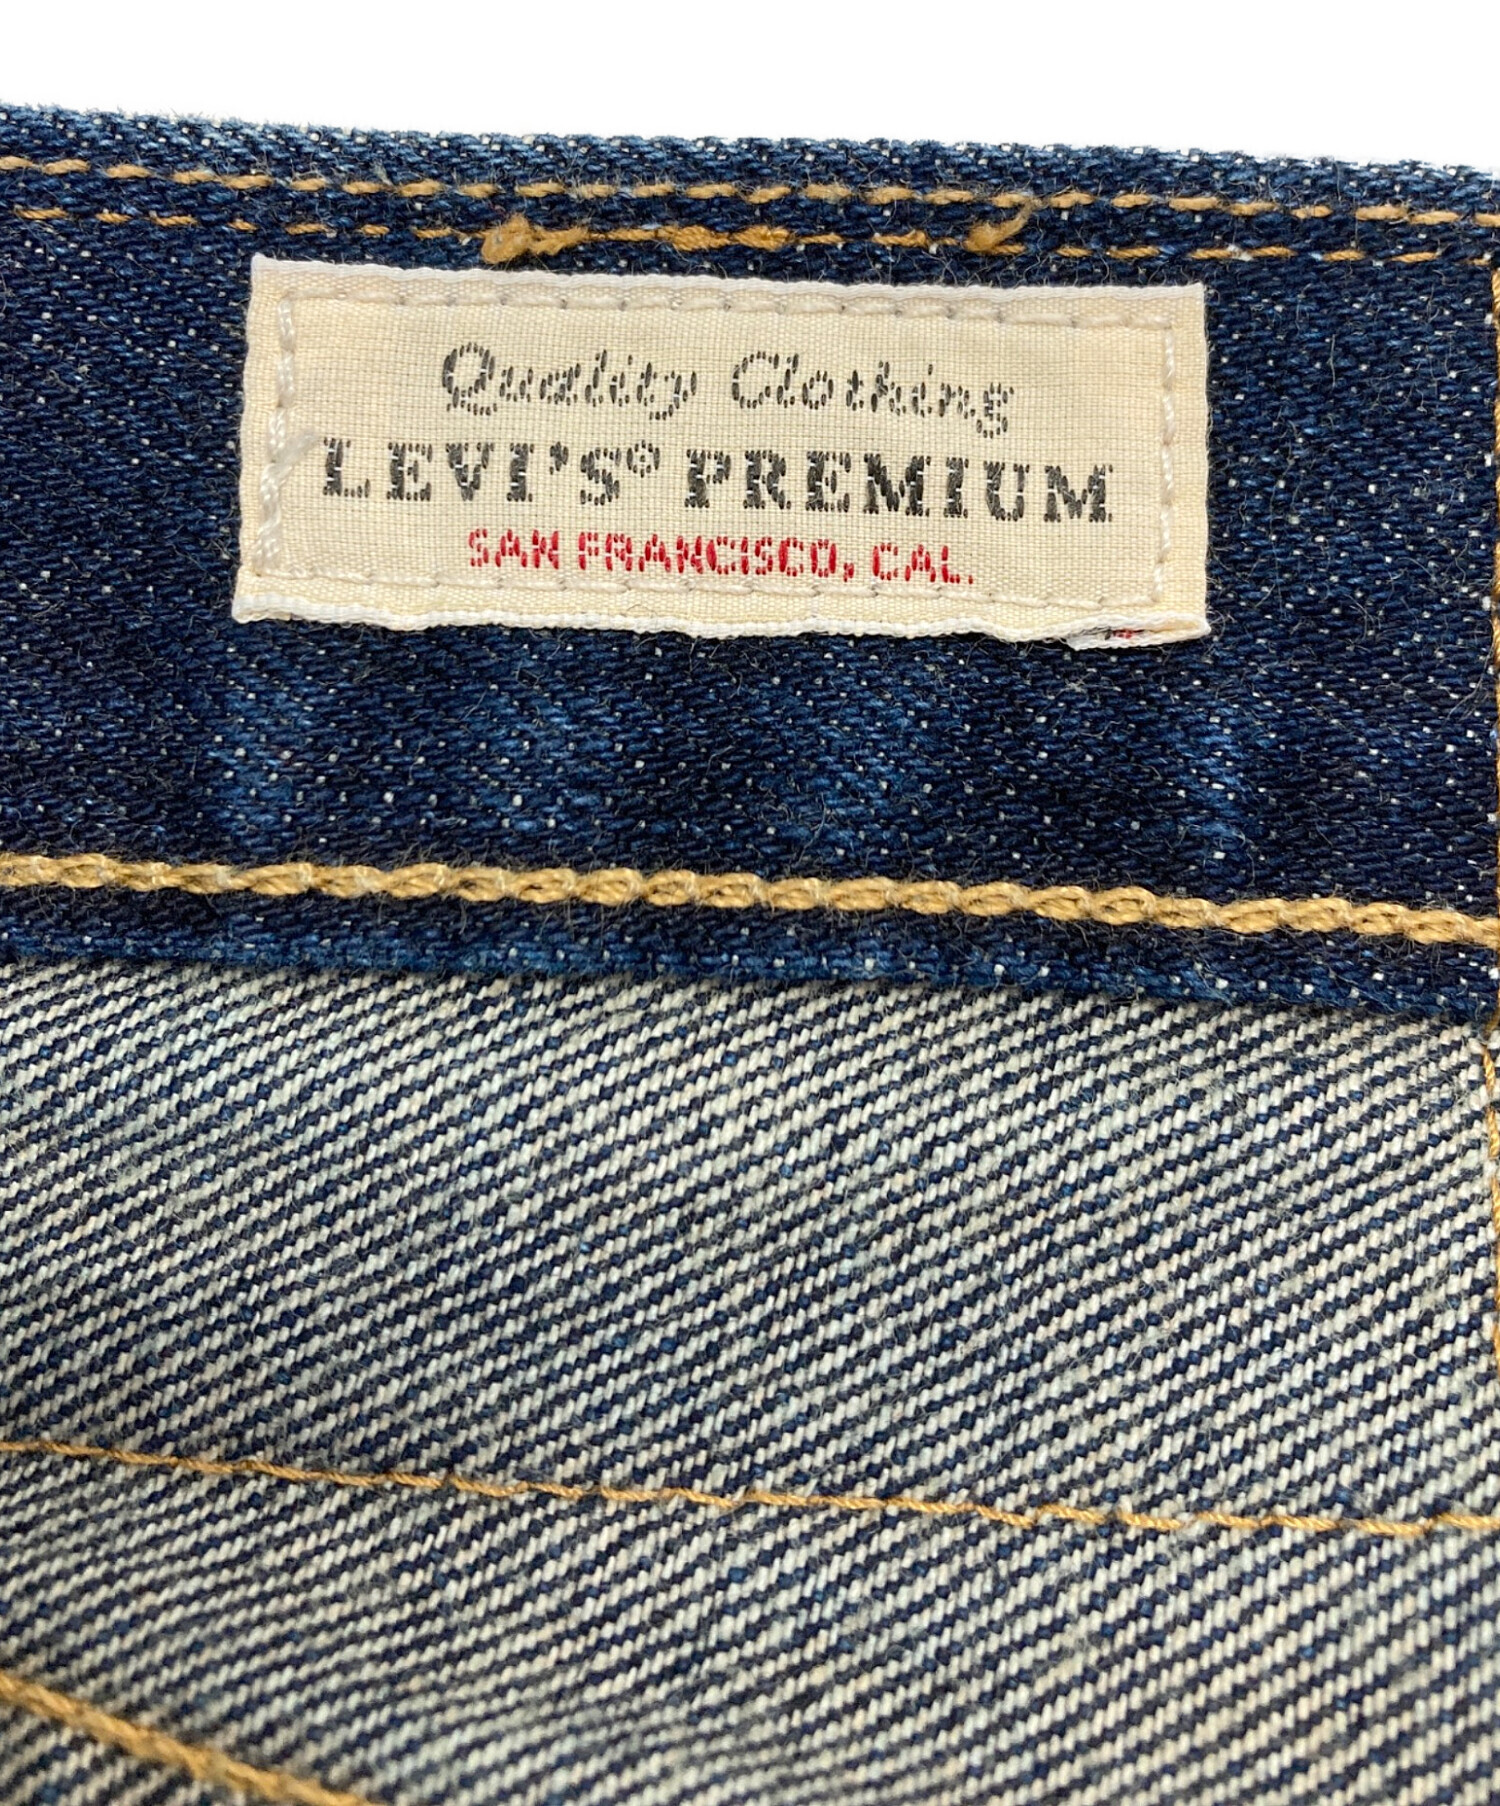 Quality Clothing
LEVI'S® PREMIUM
SAN FRANCISCO, CAL.